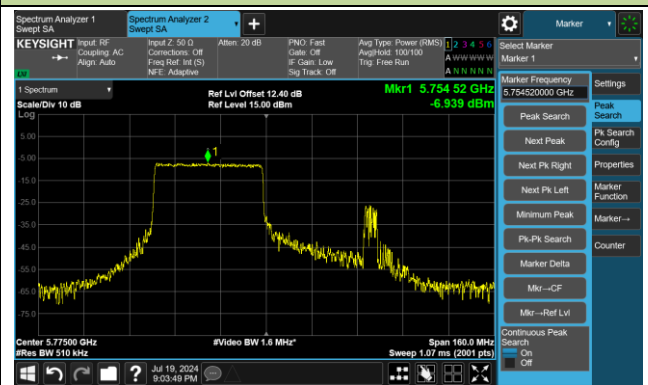 Spectrum Analyzer 1
Swept SA
Spectrum Analyzer 2
Swept SA
Marker
KEYSIGHT
Input: RF
Coupling: AC
Align: Auto
Input Z: 50 Ω
Corrections: Off
Freq Ref: Int (S)
NFE: Adaptive
Atten: 20 dB
PNO: Fast
Gate: Off
IF Gain: Low
Sig Track: Off
Avg Type: Power (RMS)
Avg|Hold: 100/100
Trig: Free Run
1 2 3 4 5 6
A W W W W W
A N N N N N
Select Marker
Marker 1
LXI
1 Spectrum
Scale/Div 10 dB
Log
Ref Lvl Offset 12.40 dB
Ref Level 15.00 dBm
Mkr1 5.754 52 GHz
-6.939 dBm
5.00
-5.00
-15.0
-25.0
-35.0
-45.0
-55.0
-65.0
-75.0
1
Center 5.77500 GHz
#Res BW 510 kHz
#Video BW 1.6 MHz*
Span 160.0 MHz
Sweep 1.07 ms (2001 pts)
Jul 19, 2024
9:03:49 PM
Marker Frequency
5.754520000 GHz
Peak Search
Next Peak
Next Pk Right
Next Pk Left
Minimum Peak
Pk-Pk Search
Marker Delta
Mkr→CF
Mkr→Ref Lvl
Continuous Peak
Search
On
Off
Settings
Peak
Search
Pk Search
Config
Properties
Marker
Function
Marker→
Counter